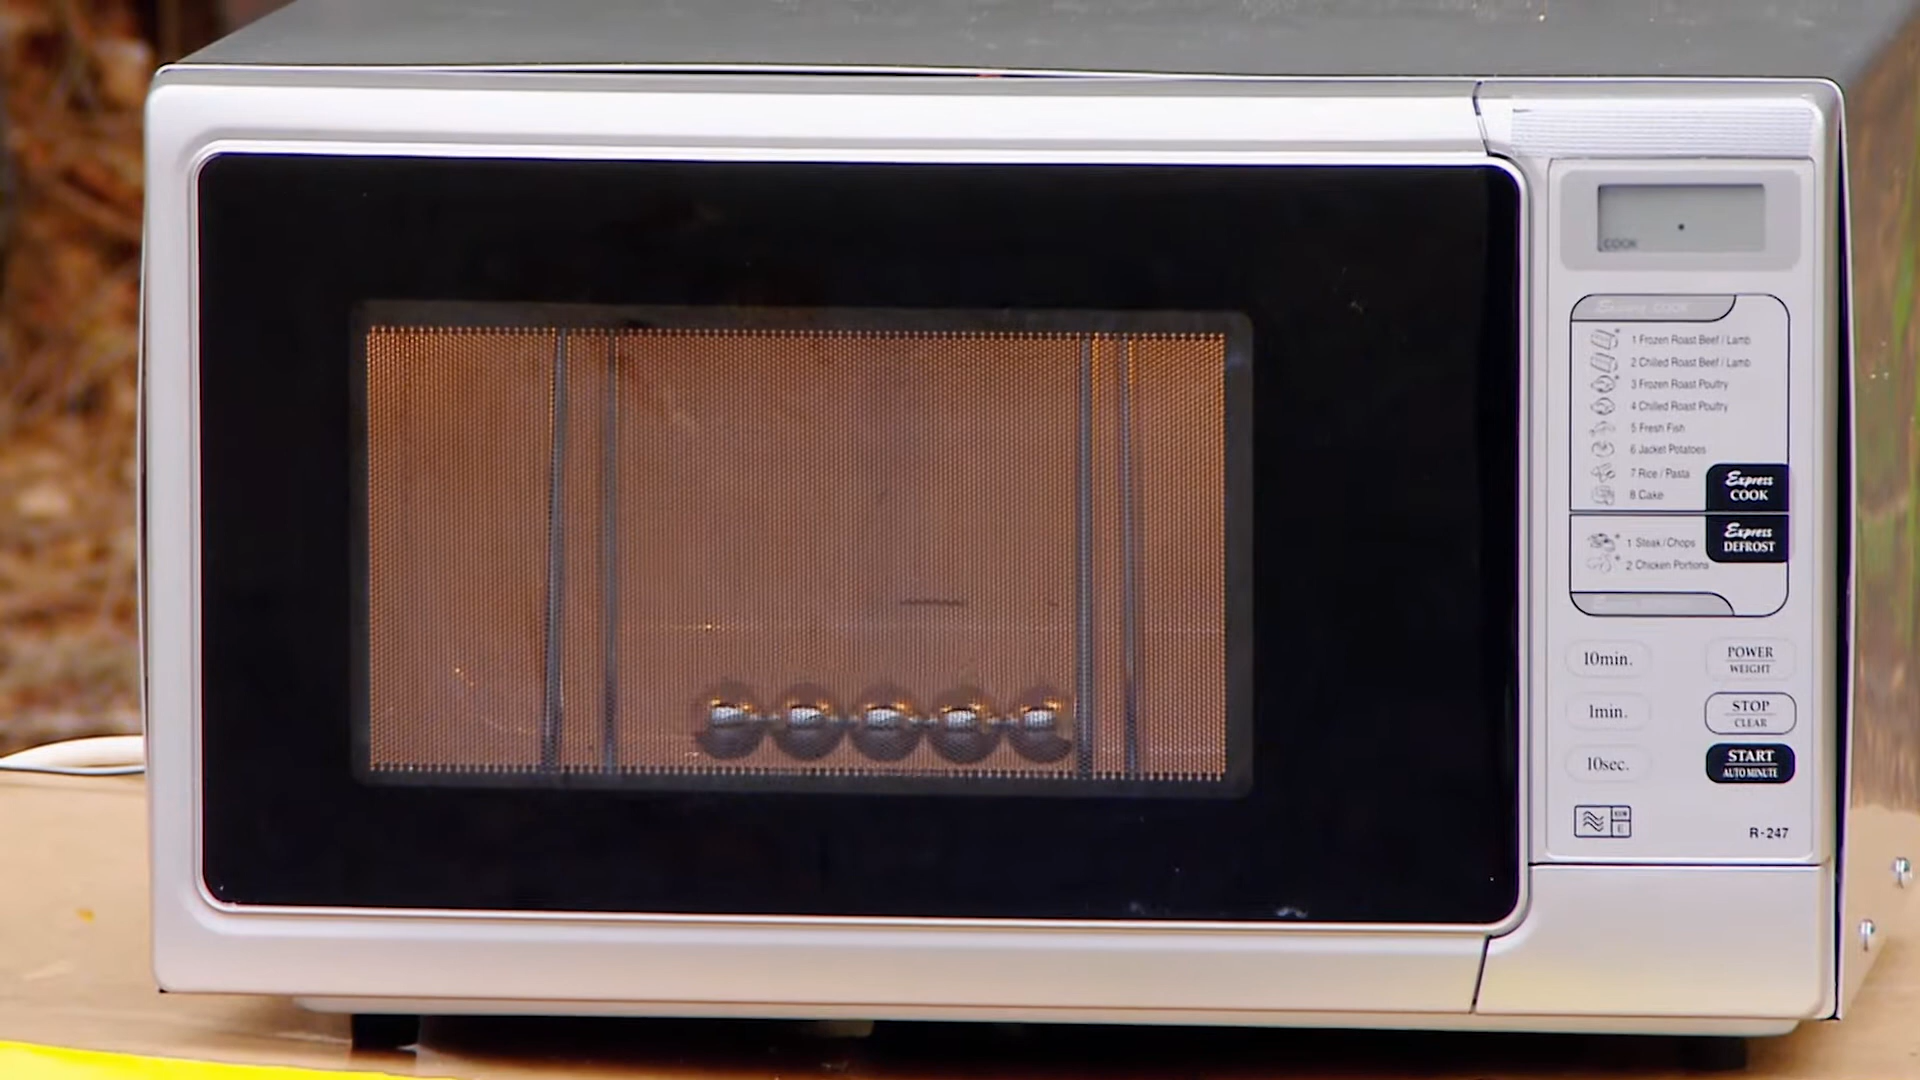 COOK
Express COOK
1 Frozen Roast Beef / Lamb
2 Chilled Roast Beef / Lamb
3 Frozen Roast Poultry
4 Chilled Roast Poultry
5 Fresh Fish
6 Jacket Potatoes
7 Rice / Pasta
8 Cake
Express
COOK
Express
DEFROST
1 Steak / Chops
2 Chicken Portions
10min.
POWER
WEIGHT
1min.
STOP
CLEAR
10sec.
START
AUTO MINUTE
E
R-247